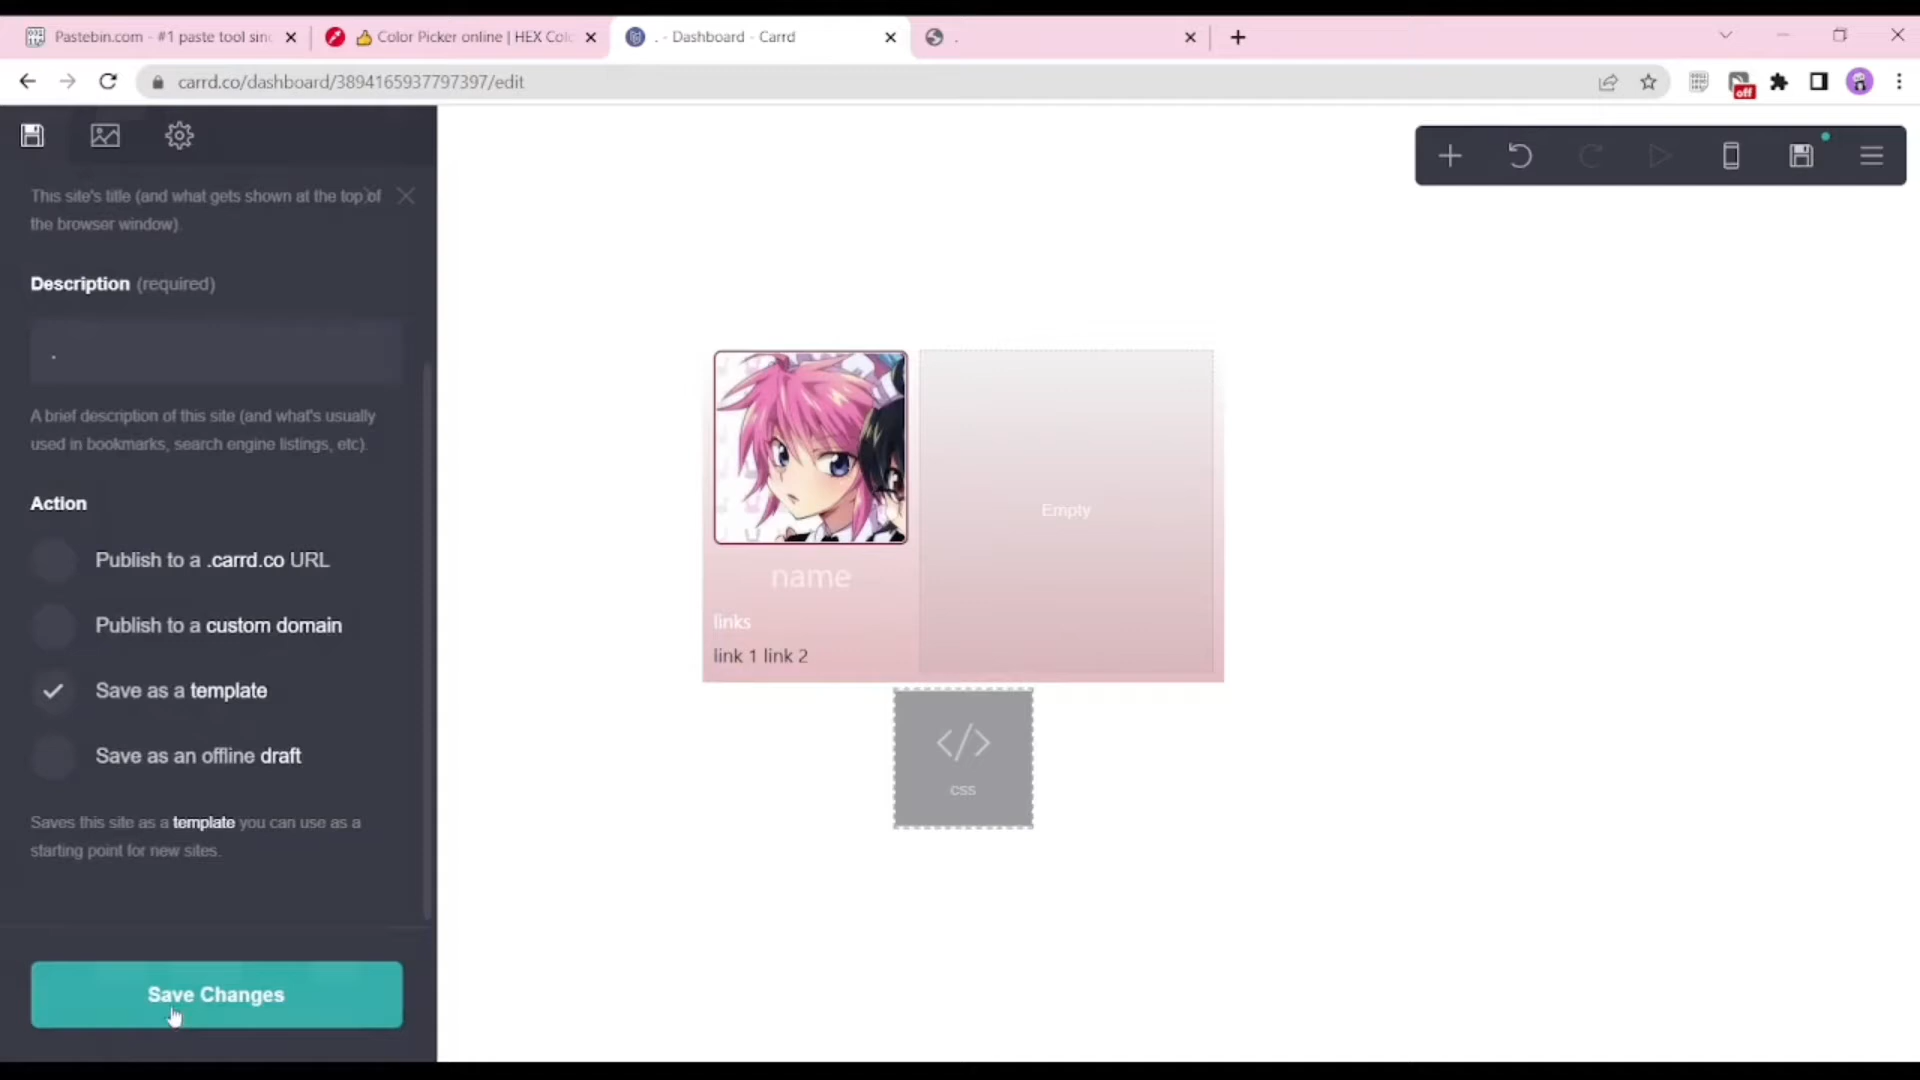 Pastebin.com - #1 paste tool sinc
Color Picker online | HEX Colo
. - Dashboard - Carrd
.
carrd.co/dashboard/3894165937797397/edit
off
This site's title (and what gets shown at the top of
the browser window).
Description (required)
.
A brief description of this site (and what's usually
used in bookmarks, search engine listings, etc).
Action
Publish to a .carrd.co URL
Publish to a custom domain
Save as a template
Save as an offline draft
Saves this site as a template you can use as a
starting point for new sites.
Save Changes
Empty
name
links
link 1 link 2
</>
css